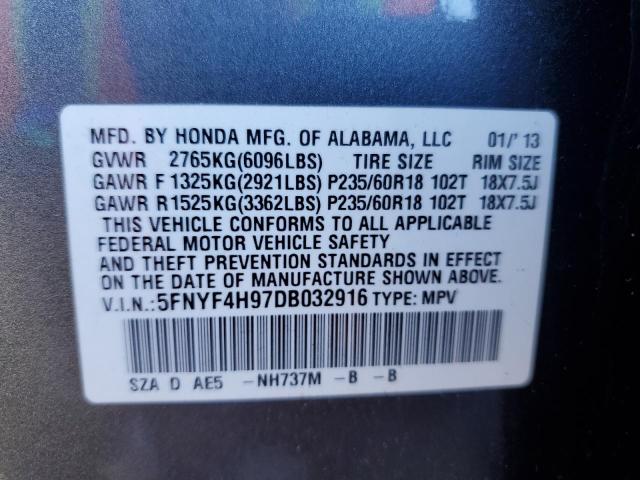 MFD. BY HONDA MFG. OF ALABAMA, LLC 01/'13
GVWR 2765KG(6096LBS) TIRE SIZE RIM SIZE
GAWR F 1325KG(2921LBS) P235/60R18 102T 18X7.5J
GAWR R 1525KG(3362LBS) P235/60R18 102T 18X7.5J
THIS VEHICLE CONFORMS TO ALL APPLICABLE
FEDERAL MOTOR VEHICLE SAFETY
AND THEFT PREVENTION STANDARDS IN EFFECT
ON THE DATE OF MANUFACTURE SHOWN ABOVE.
V.I.N.: 5FNYF4H97DB032916 TYPE: MPV
SZA D AE5 -NH737M -B -B